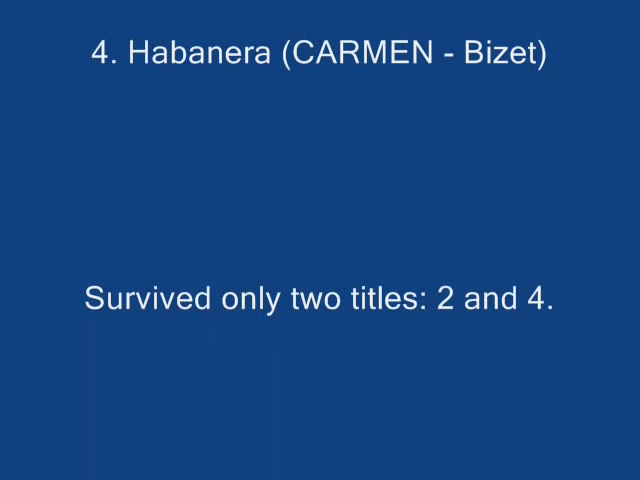 4. Habanera (CARMEN - Bizet)
Survived only two titles: 2 and 4.